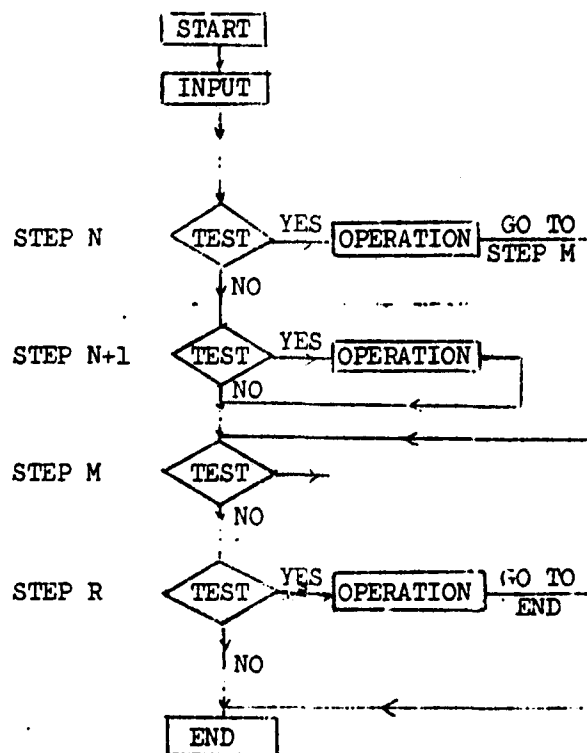 START
INPUT
STEP N TEST YES OPERATION GO TO STEP M
NO
STEP N+1 TEST YES OPERATION
NO
STEP M TEST
NO
STEP R TEST YES OPERATION GO TO END
NO
END